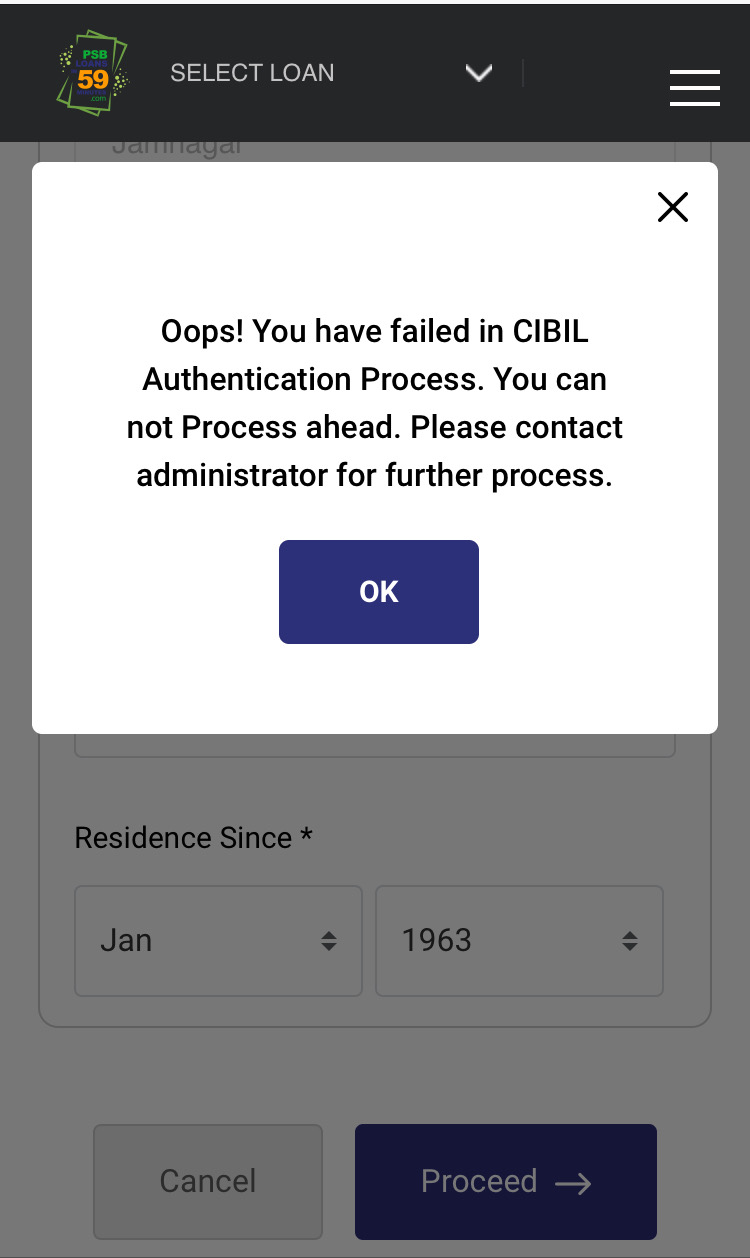 PSB
LOANS
59
.com
SELECT LOAN
Jamnagar
Oops! You have failed in CIBIL
Authentication Process. You can
not Process ahead. Please contact
administrator for further process.
OK
Residence Since *
Jan
1963
Cancel
Proceed